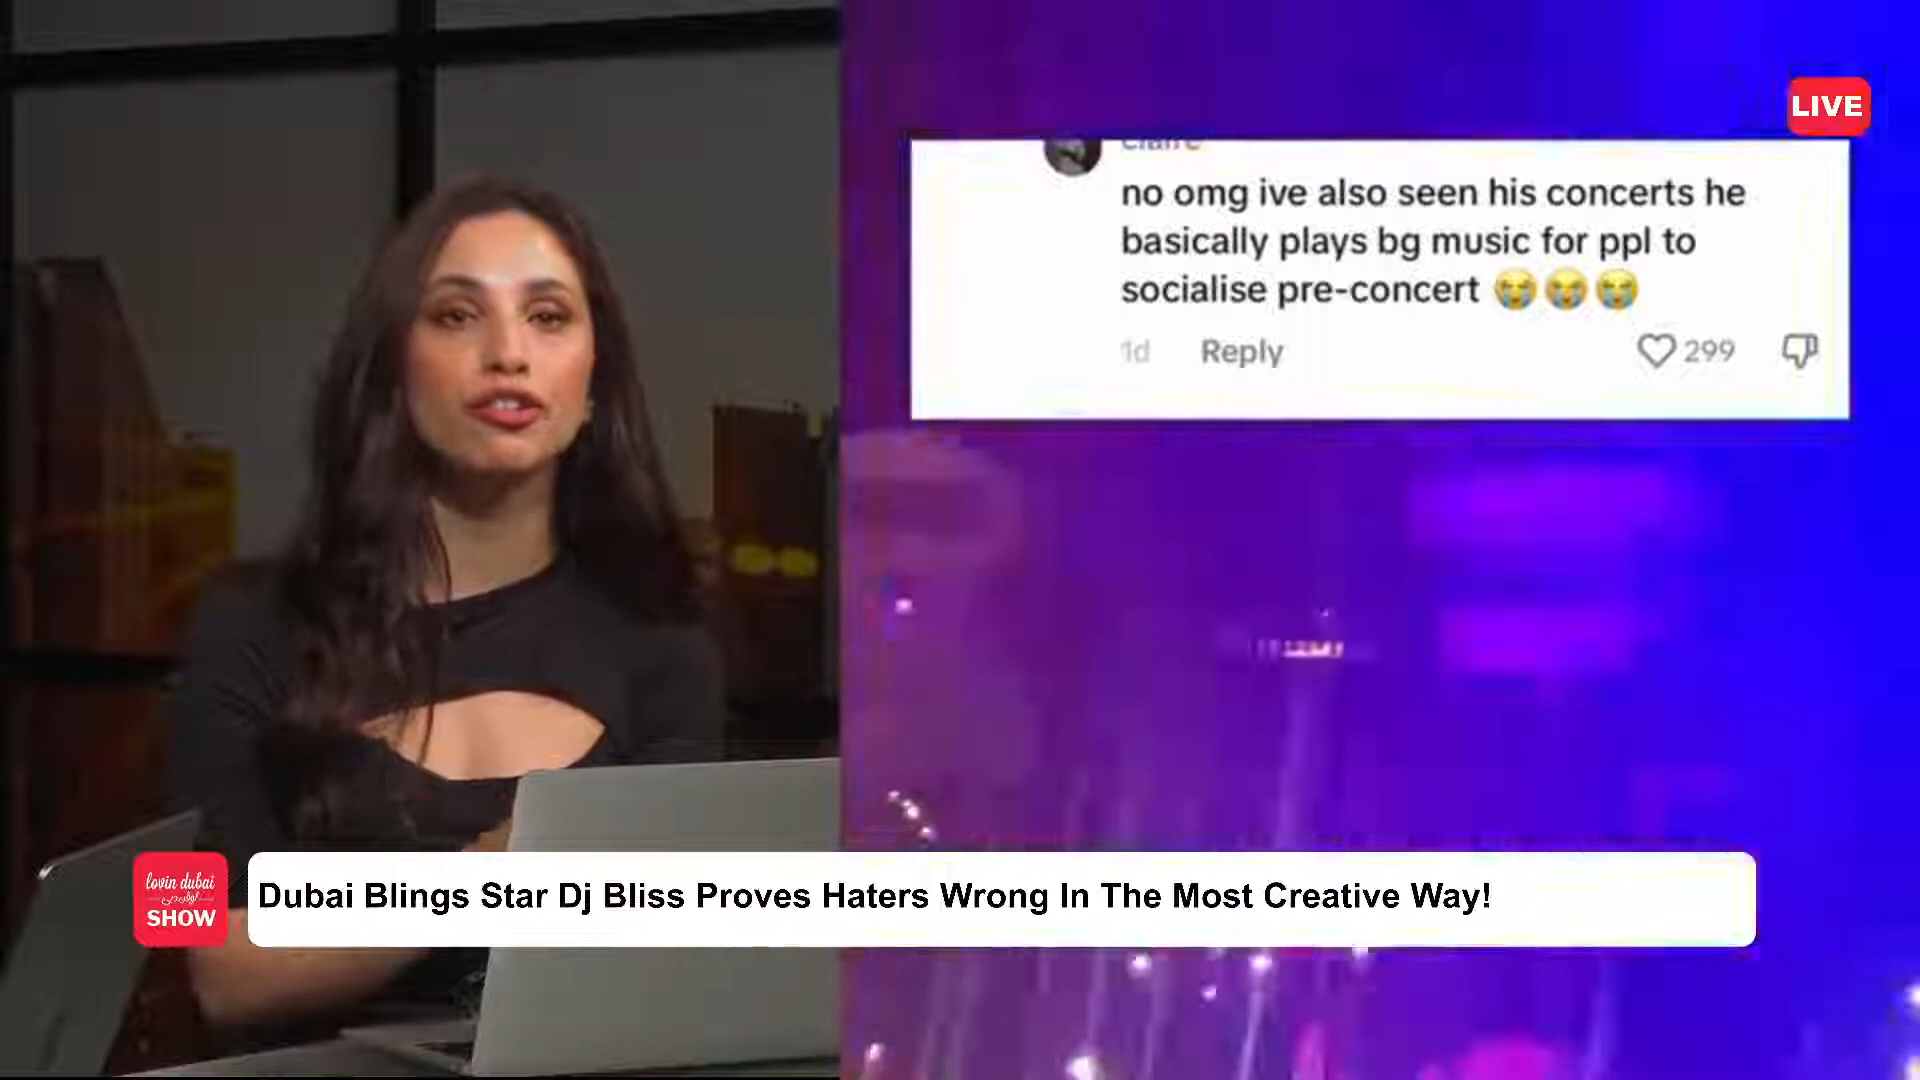 LIVE
no omg ive also seen his concerts he
basically plays bg music for ppl to
socialise pre-concert 😭😭😭
1d Reply 299
lovin dubai
SHOW
Dubai Blings Star Dj Bliss Proves Haters Wrong In The Most Creative Way!